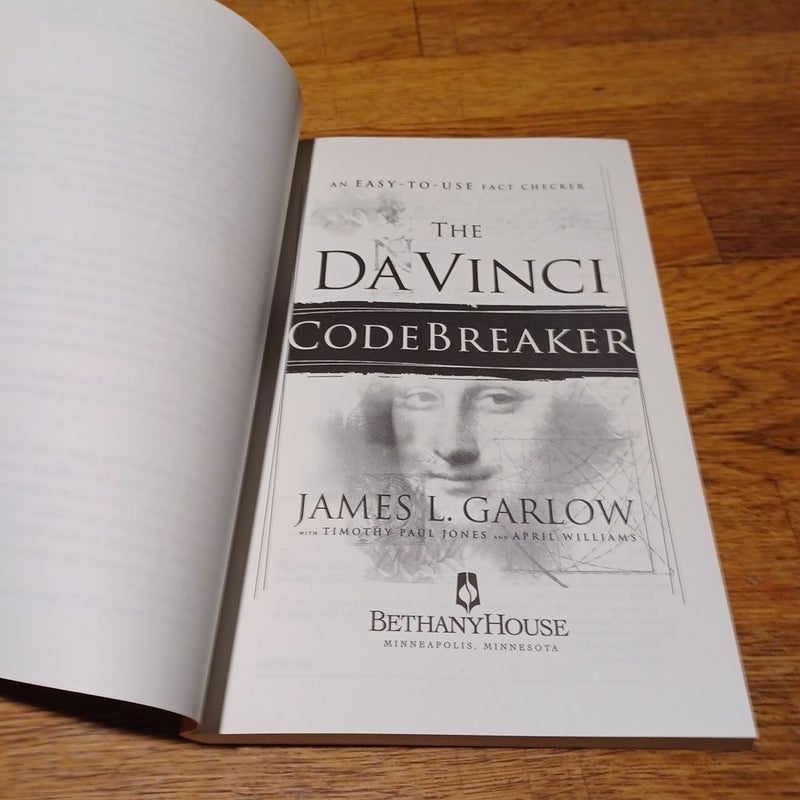 AN EASY-TO-USE FACT CHECKER
THE
DAVINCI
CODEBREAKER
JAMES L. GARLOW
WITH TIMOTHY PAUL JONES AND APRIL WILLIAMS
BETHANYHOUSE
MINNEAPOLIS, MINNESOTA